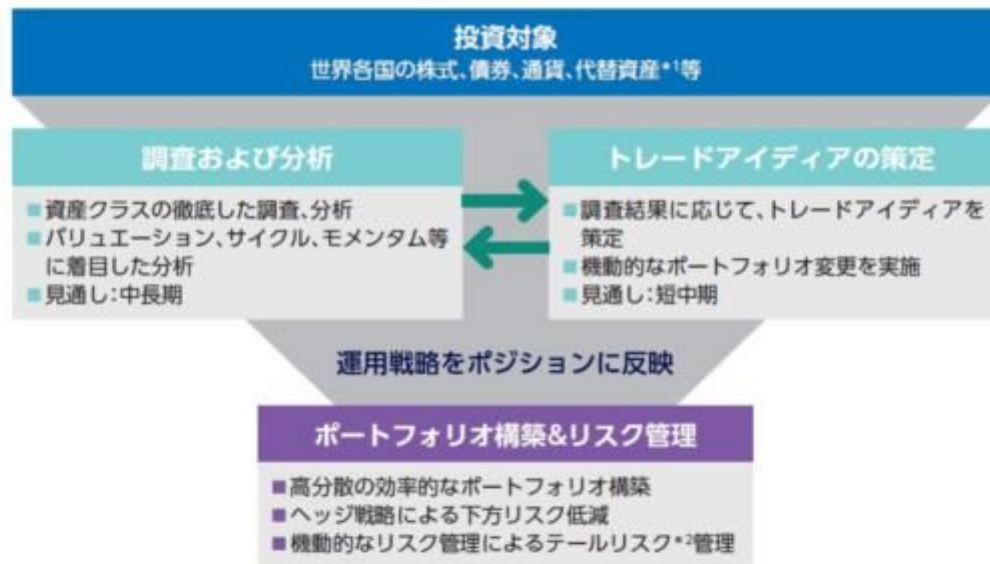 投資対象
世界各国の株式、債券、通貨、代替資産*1等
調査および分析
■資産クラスの徹底した調査、分析
■バリュエーション、サイクル、モメンタム等
に着目した分析
■見通し:中長期
トレードアイディアの策定
■調査結果に応じて、トレードアイディアを
策定
■機動的なポートフォリオ変更を実施
■見通し:短中期
運用戦略をポジションに反映
ポートフォリオ構築&リスク管理
■高分散の効率的なポートフォリオ構築
■ヘッジ戦略による下方リスク低減
■機動的なリスク管理によるテールリスク*2管理